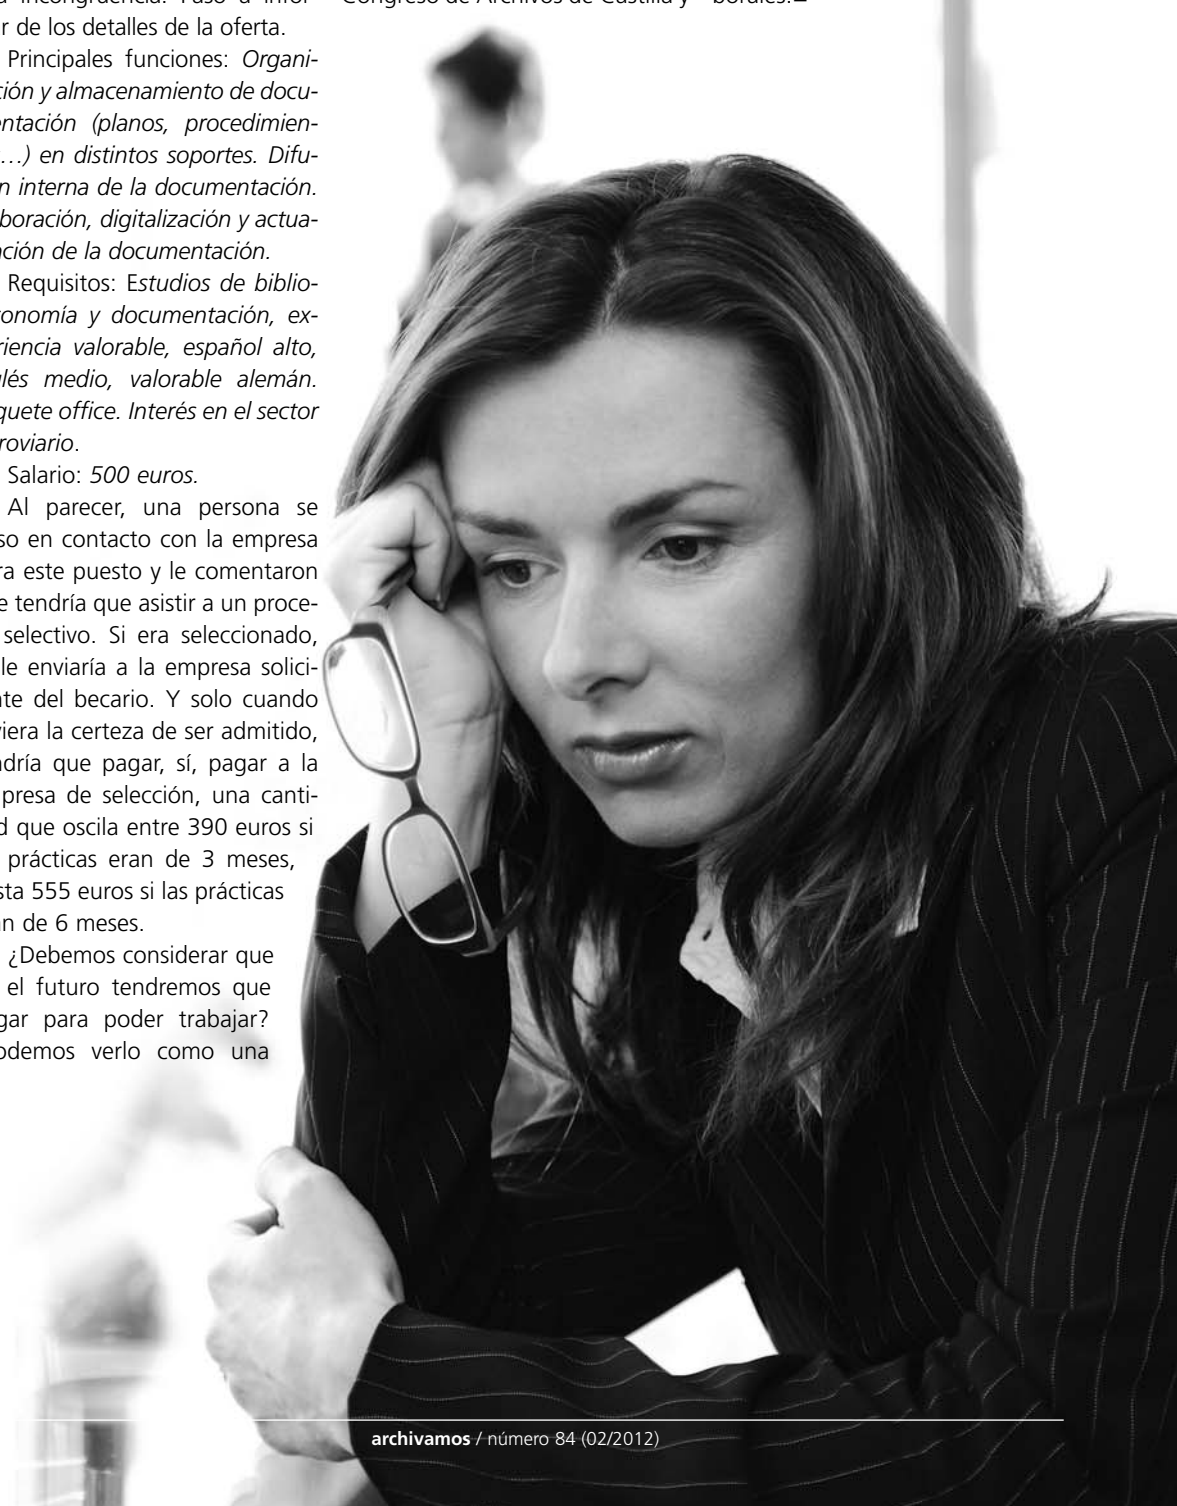 incongruencia. Paso a infor-
r de los detalles de la oferta.
Principales funciones: Organi-
ción y almacenamiento de docu-
entación (planos, procedimien-
…) en distintos soportes. Difu-
n interna de la documentación.
boración, digitalización y actua-
ación de la documentación.
Requisitos: Estudios de biblio-
onomía y documentación, ex-
riencia valorable, español alto,
lés medio, valorable alemán.
quete office. Interés en el sector
roviario.
Salario: 500 euros.
Al parecer, una persona se
so en contacto con la empresa
ra este puesto y le comentaron
e tendría que asistir a un proce-
selectivo. Si era seleccionado,
le enviaría a la empresa solici-
nte del becario. Y solo cuando
viera la certeza de ser admitido,
ndría que pagar, sí, pagar a la
presa de selección, una canti-
d que oscila entre 390 euros si
prácticas eran de 3 meses,
sta 555 euros si las prácticas
an de 6 meses.
¿Debemos considerar que
el futuro tendremos que
gar para poder trabajar?
odemos verlo como una
Congreso de Archivos de Castilla y
borales.
archivamos / número 84 (02/2012)